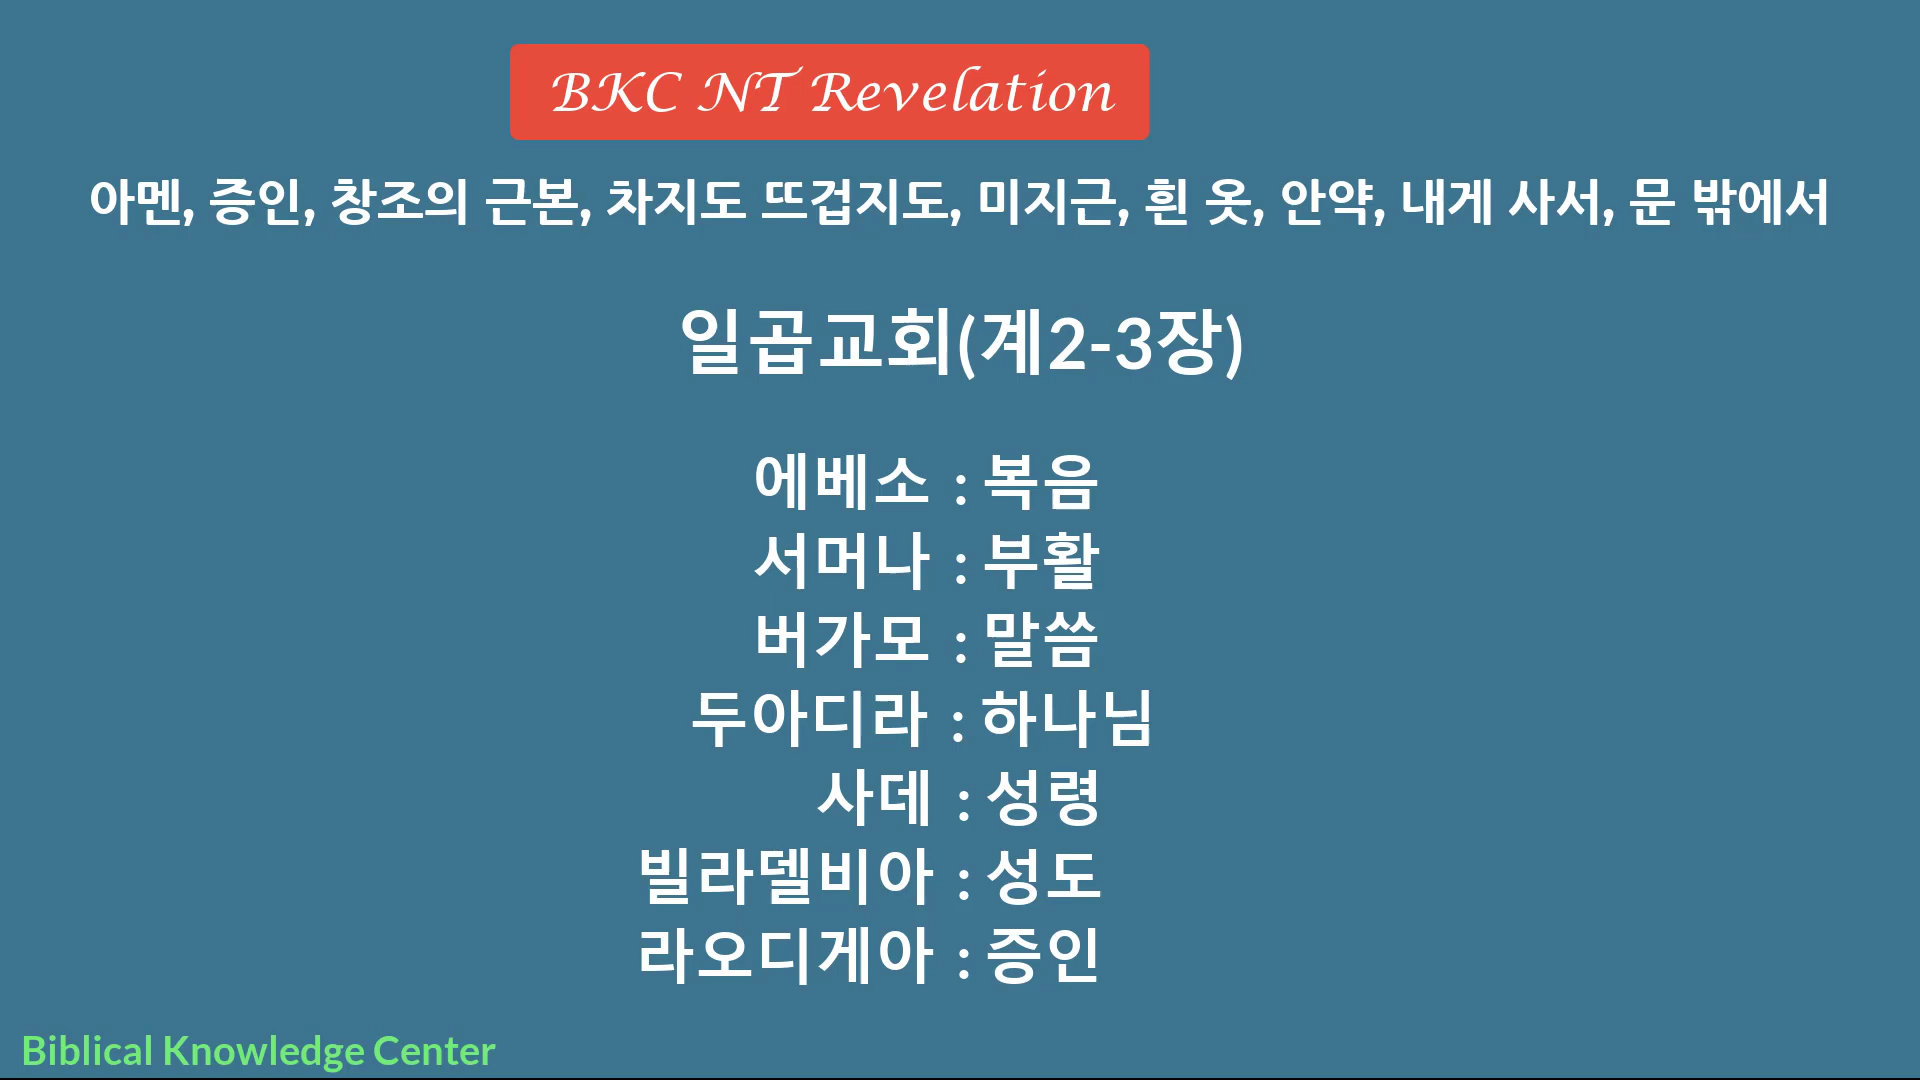 BKC NT Revelation
아멘, 증인, 창조의 근본, 차지도 뜨겁지도, 미지근, 흰 옷, 안약, 내게 사서, 문 밖에서
일곱교회(계2-3장)
에베소 : 복음
서머나 : 부활
버가모 : 말씀
두아디라 : 하나님
사데 : 성령
빌라델비아 : 성도
라오디게아 : 증인
Biblical Knowledge Center